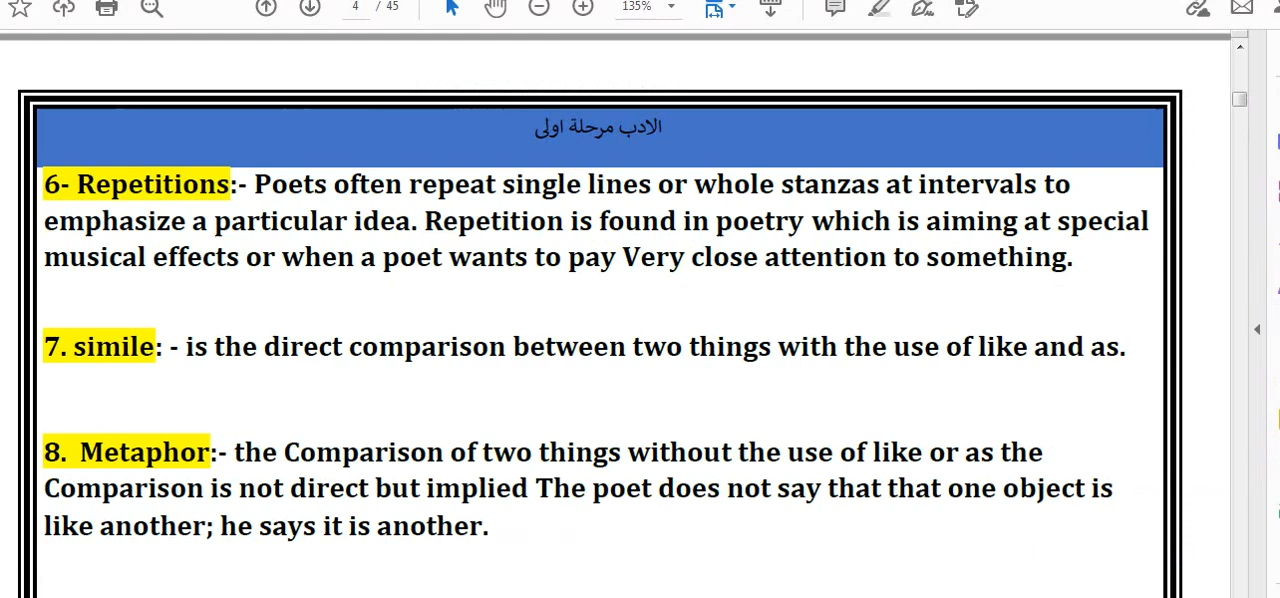 4 / 45
135%
الادب مرحلة اولى
6- Repetitions:- Poets often repeat single lines or whole stanzas at intervals to
emphasize a particular idea. Repetition is found in poetry which is aiming at special
musical effects or when a poet wants to pay Very close attention to something.
7. simile: - is the direct comparison between two things with the use of like and as.
8. Metaphor:- the Comparison of two things without the use of like or as the
Comparison is not direct but implied The poet does not say that that one object is
like another; he says it is another.